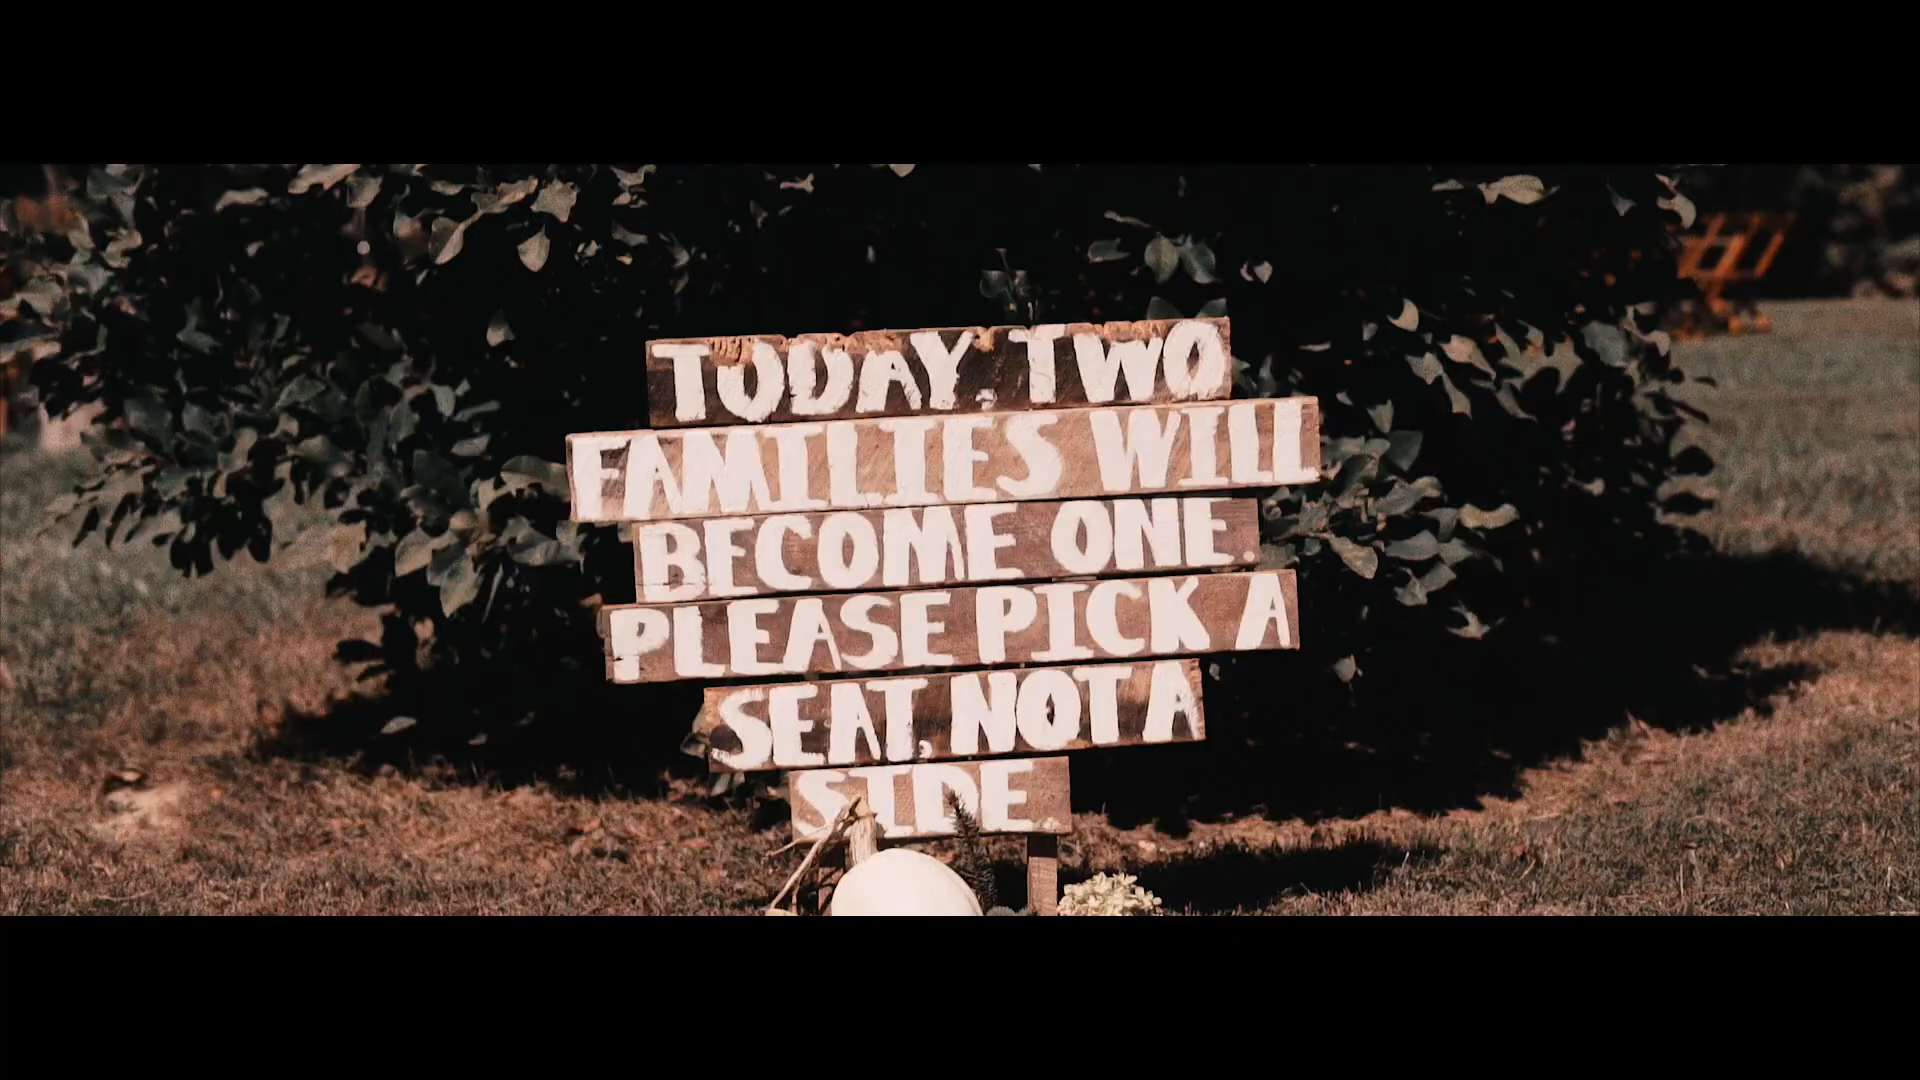 TODAY, TWO
FAMILIES WILL
BECOME ONE.
PLEASE PICK A
SEAT, NOT A
SIDE.